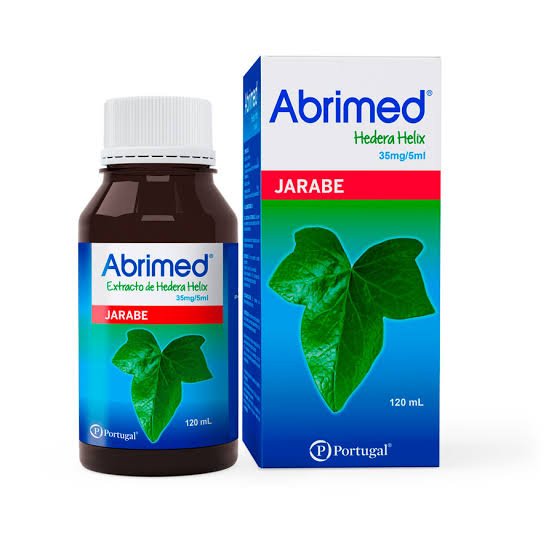 Abrimed®
Extracto de Hedera Helix
35mg/5ml
JARABE
120 mL
P Portugal®
Abrimed®
Hedera Helix
35mg/5ml
JARABE
120 mL
P Portugal®